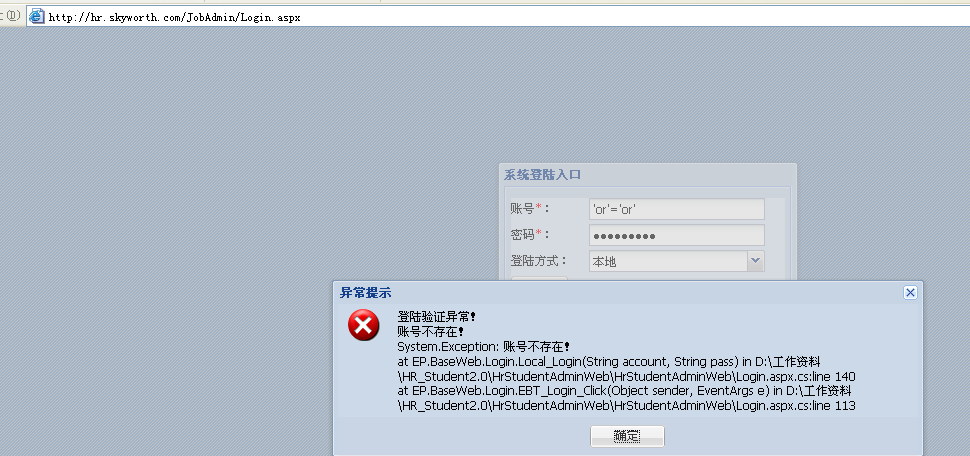 http://hr.skyworth.com/JobAdmin/Login.aspx
系统登陆入口
账号*： 'or'='or'
密码*： ●●●●●●●●●
登陆方式： 本地
异常提示
登陆验证异常!
账号不存在!
System.Exception: 账号不存在!
at EP.BaseWeb.Login.Local_Login(String account, String pass) in D:\工作资料
\HR_Student2.0\HrStudentAdminWeb\HrStudentAdminWeb\Login.aspx.cs:line 140
at EP.BaseWeb.Login.EBT_Login_Click(Object sender, EventArgs e) in D:\工作资料
\HR_Student2.0\HrStudentAdminWeb\HrStudentAdminWeb\Login.aspx.cs:line 113
确定